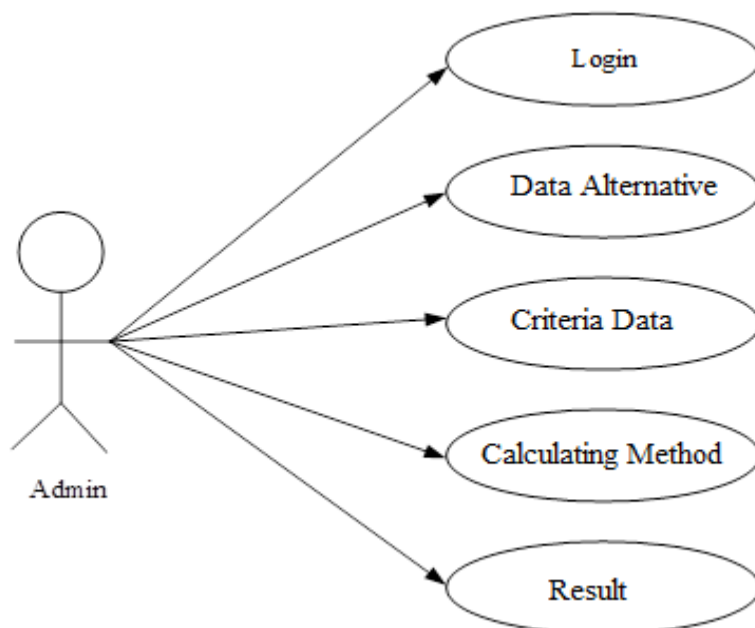 Login
Data Alternative
Criteria Data
Calculating Method
Admin
Result